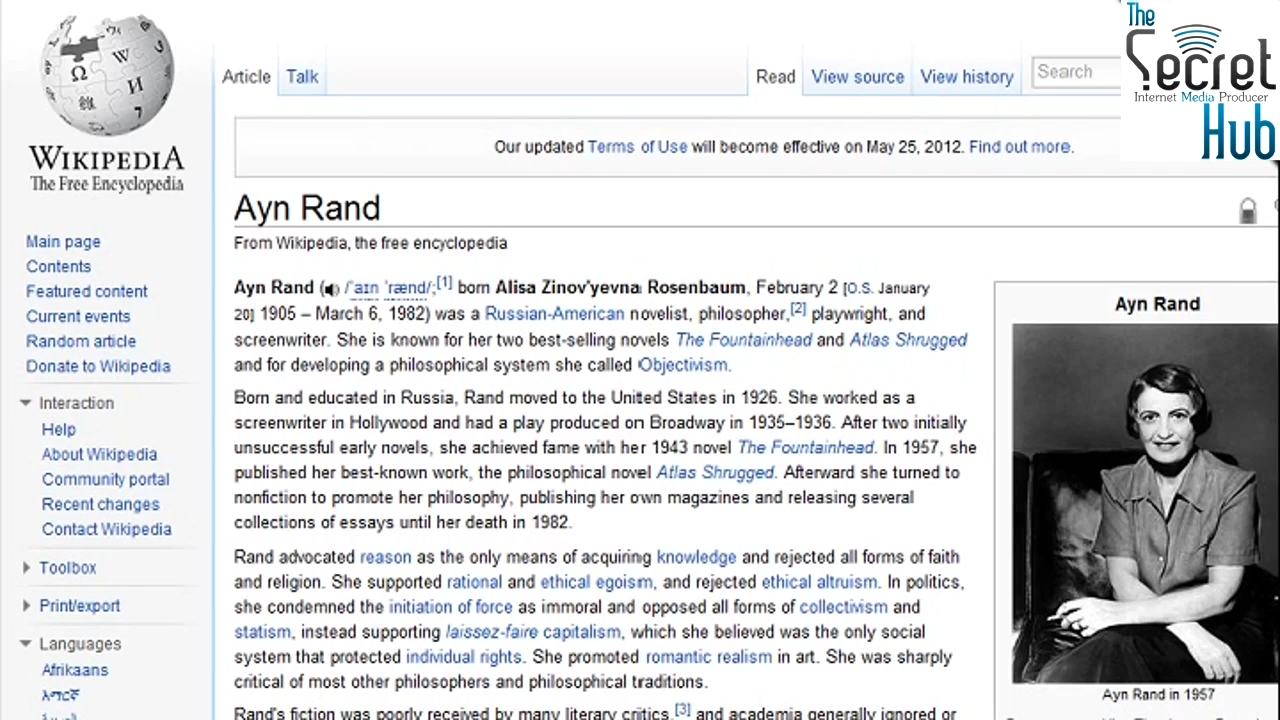 The
Secret
Internet Media Producer
Hub
WIKIPEDIA
The Free Encyclopedia
Article Talk Read View source View history Search
Our updated Terms of Use will become effective on May 25, 2012. Find out more.
Ayn Rand
From Wikipedia, the free encyclopedia
Main page
Contents
Featured content
Current events
Random article
Donate to Wikipedia
Interaction
Help
About Wikipedia
Community portal
Recent changes
Contact Wikipedia
Toolbox
Print/export
Languages
Afrikaans
አማርኛ
Ayn Rand (/ˈaɪn ˈrænd/;[1] born Alisa Zinov'yevna Rosenbaum, February 2 [O.S. January
20] 1905 – March 6, 1982) was a Russian-American novelist, philosopher,[2] playwright, and
screenwriter. She is known for her two best-selling novels The Fountainhead and Atlas Shrugged
and for developing a philosophical system she called Objectivism.
Born and educated in Russia, Rand moved to the United States in 1926. She worked as a
screenwriter in Hollywood and had a play produced on Broadway in 1935–1936. After two initially
unsuccessful early novels, she achieved fame with her 1943 novel The Fountainhead. In 1957, she
published her best-known work, the philosophical novel Atlas Shrugged. Afterward she turned to
nonfiction to promote her philosophy, publishing her own magazines and releasing several
collections of essays until her death in 1982.
Rand advocated reason as the only means of acquiring knowledge and rejected all forms of faith
and religion. She supported rational and ethical egoism, and rejected ethical altruism. In politics,
she condemned the initiation of force as immoral and opposed all forms of collectivism and
statism, instead supporting laissez-faire capitalism, which she believed was the only social
system that protected individual rights. She promoted romantic realism in art. She was sharply
critical of most other philosophers and philosophical traditions.
Rand's fiction was poorly received by many literary critics,[3] and academia generally ignored or
Ayn Rand
Ayn Rand in 1957